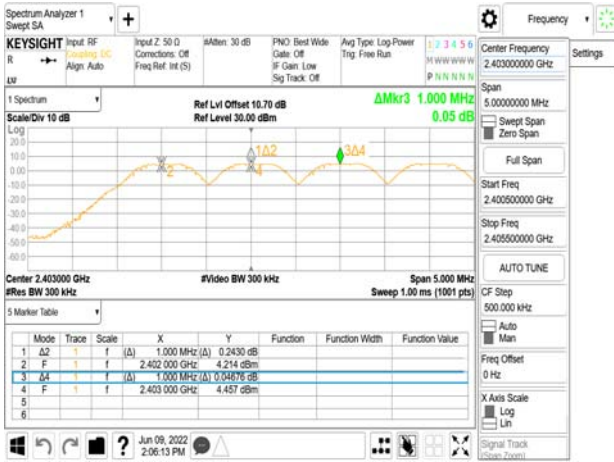 Spectrum Analyzer 1
Swept SA
Frequency
KEYSIGHT Input: RF
R Coupling: DC
Align: Auto
Input Z: 50 Ω
Corrections: Off
Freq Ref: Int (S)
#Atten: 30 dB
PNO: Best Wide
Gate: Off
IF Gain: Low
Sig Track: Off
Avg Type: Log-Power
Trig: Free Run
1 2 3 4 5 6
M W W W W W
P N N N N N
LXI
Center Frequency
2.403000000 GHz
Settings
Span
5.00000000 MHz
Swept Span
Zero Span
Full Span
Start Freq
2.400500000 GHz
Stop Freq
2.405500000 GHz
AUTO TUNE
CF Step
500.000 kHz
Auto
Man
Freq Offset
0 Hz
X Axis Scale
Log
Lin
Signal Track
(Span Zoom)
1 Spectrum
Scale/Div 10 dB
Ref Lvl Offset 10.70 dB
Ref Level 30.00 dBm
ΔMkr3 1.000 MHz
0.05 dB
Log
20.0
10.0
0.00
-10.0
-20.0
-30.0
-40.0
-50.0
-60.0
1Δ2
3Δ4
2
4
Center 2.403000 GHz
#Res BW 300 kHz
#Video BW 300 kHz
Span 5.000 MHz
Sweep 1.00 ms (1001 pts)
5 Marker Table
Mode Trace Scale X Y Function Function Width Function Value
1 Δ2 1 f (Δ) 1.000 MHz (Δ) 0.2430 dB
2 F 1 f 2.402 000 GHz 4.214 dBm
3 Δ4 1 f (Δ) 1.000 MHz (Δ) 0.04676 dB
4 F 1 f 2.403 000 GHz 4.457 dBm
5
6
Jun 09, 2022
2:06:13 PM